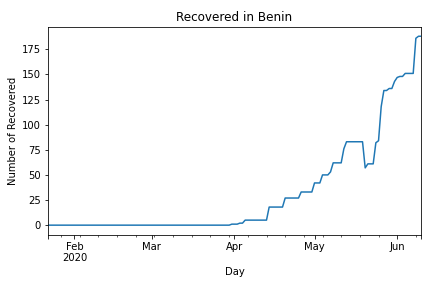 Recovered in Benin
Number of Recovered
175
150
125
100
75
50
25
0
Feb
2020
Mar
Apr
May
Jun
Day